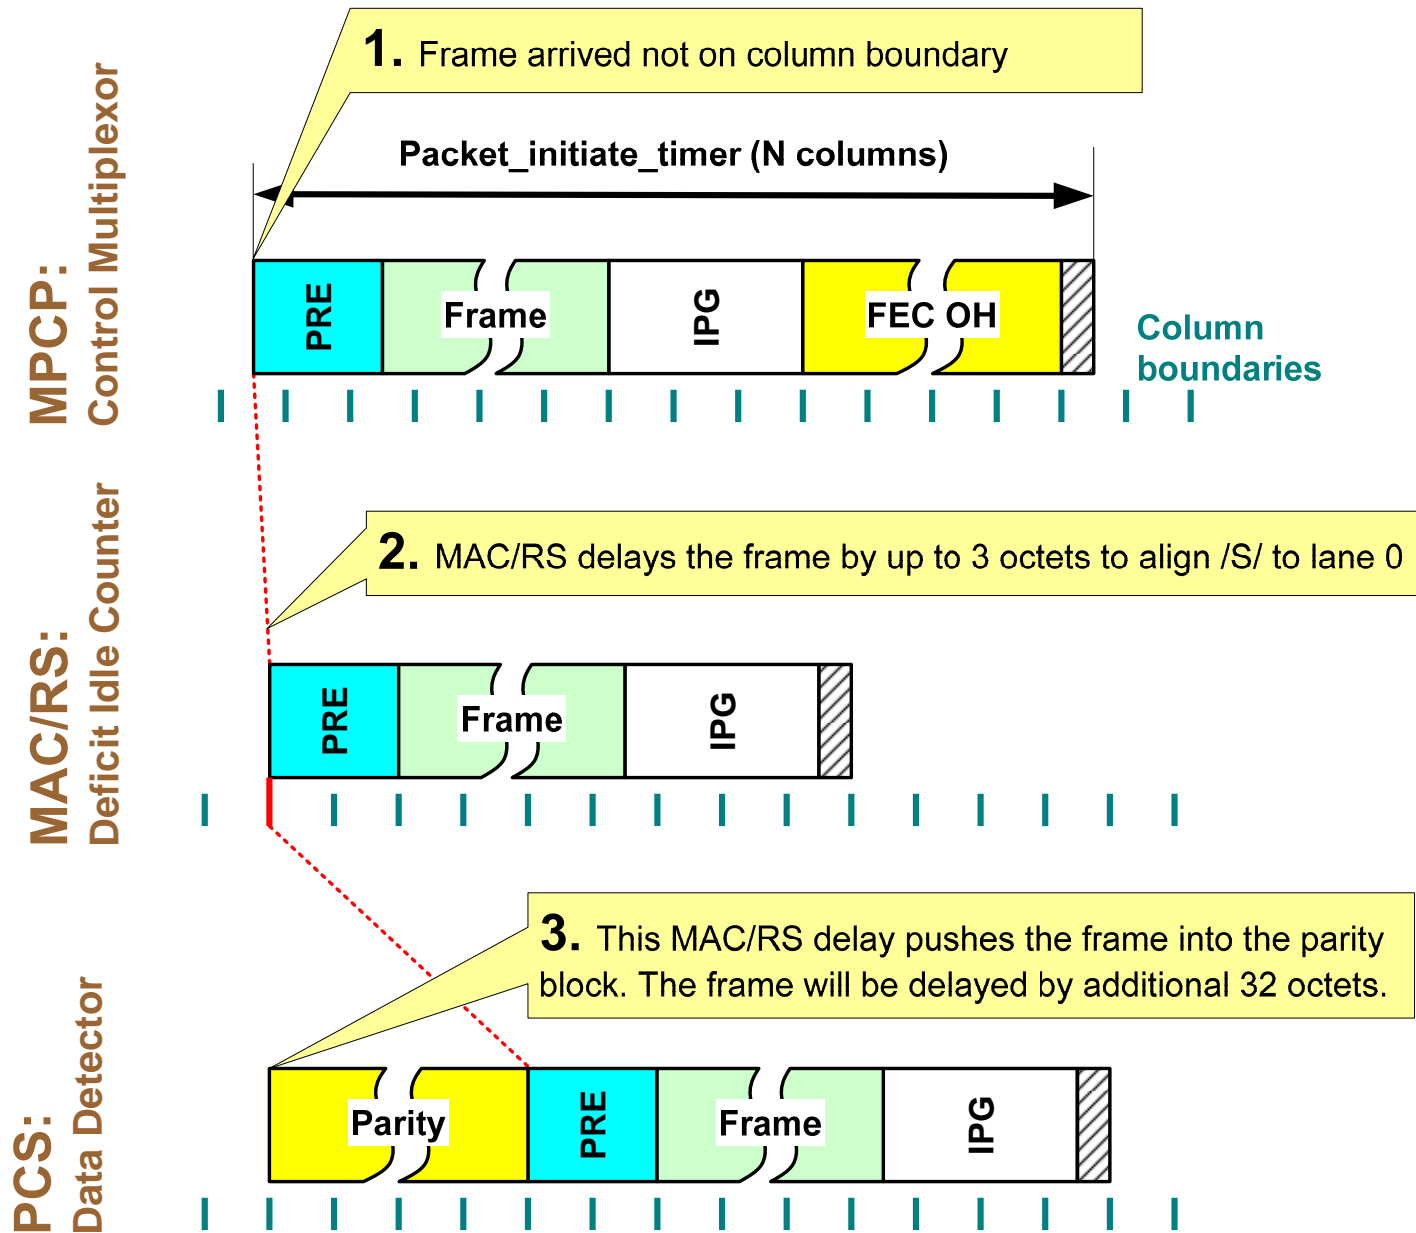 1. Frame arrived not on column boundary
Packet_initiate_timer (N columns)
MPCP:
Control Multiplexor
PRE
Frame
IPG
FEC OH
Column
boundaries
2. MAC/RS delays the frame by up to 3 octets to align /S/ to lane 0
MAC/RS:
Deficit Idle Counter
PRE
Frame
IPG
3. This MAC/RS delay pushes the frame into the parity
block. The frame will be delayed by additional 32 octets.
PCS:
Data Detector
Parity
PRE
Frame
IPG